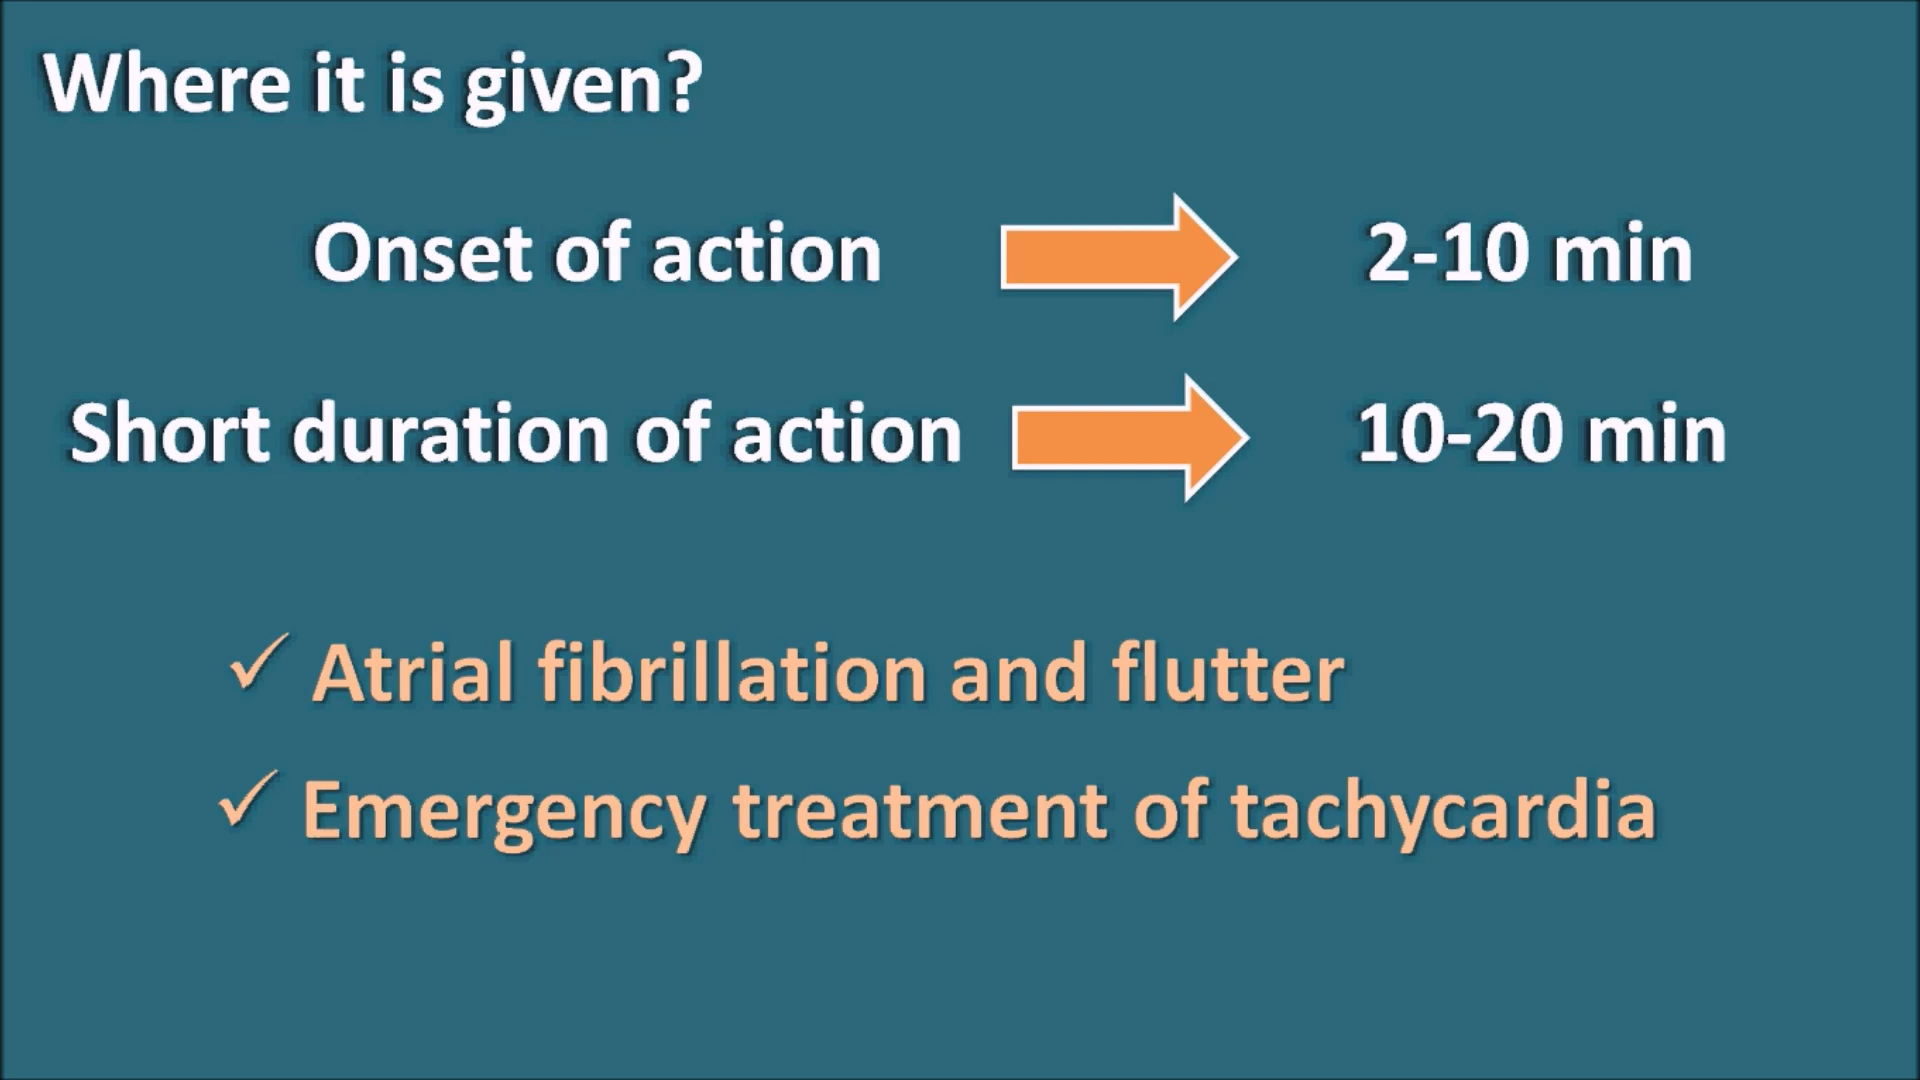 Where it is given?
Onset of action 2-10 min
Short duration of action 10-20 min
✓ Atrial fibrillation and flutter
✓ Emergency treatment of tachycardia